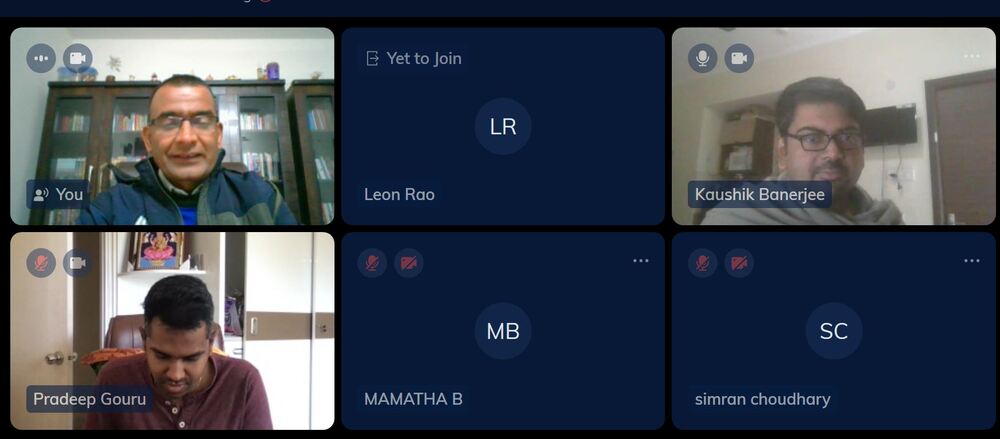 Yet to Join
LR
You
Leon Rao
Kaushik Banerjee
MB
SC
Pradeep Gouru
MAMATHA B
simran choudhary